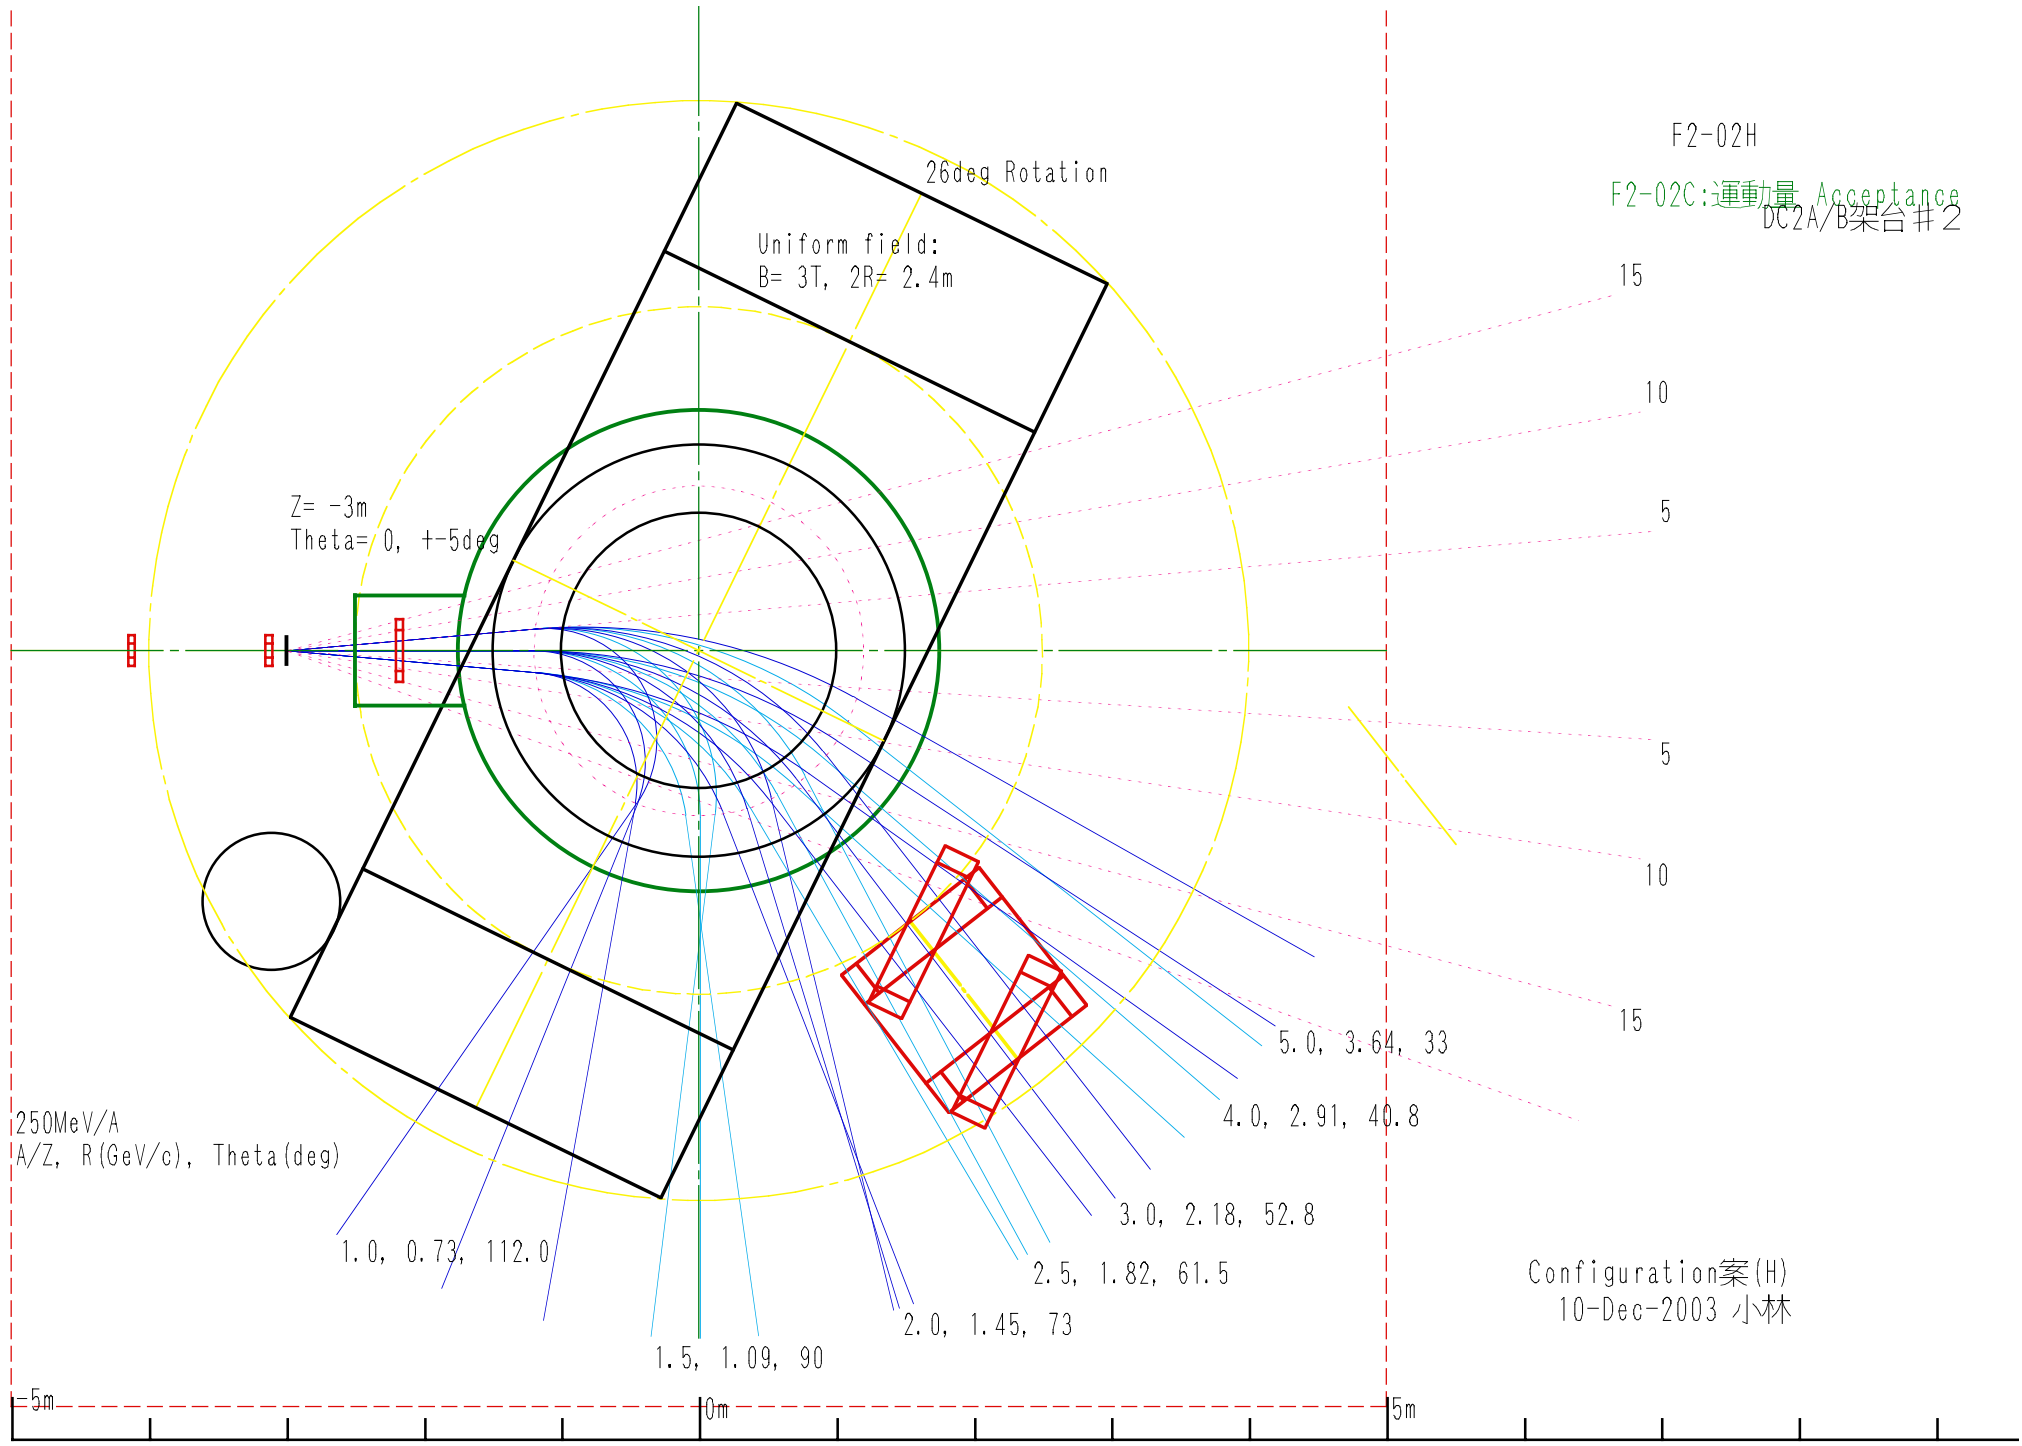 F2-02H
26deg Rotation
F2-02C:運動量 Acceptance
DC2A/B架台＃２
Uniform field:
B= 3T, 2R= 2.4m
15
10
5
Z= -3m
Theta= 0, +-5deg
5
10
15
5.0, 3.64, 33
4.0, 2.91, 40.8
250MeV/A
A/Z, R(GeV/c), Theta(deg)
3.0, 2.18, 52.8
1.0, 0.73, 112.0
2.5, 1.82, 61.5
2.0, 1.45, 73
1.5, 1.09, 90
Configuration案(H)
10-Dec-2003 小林
-5m
0m
5m